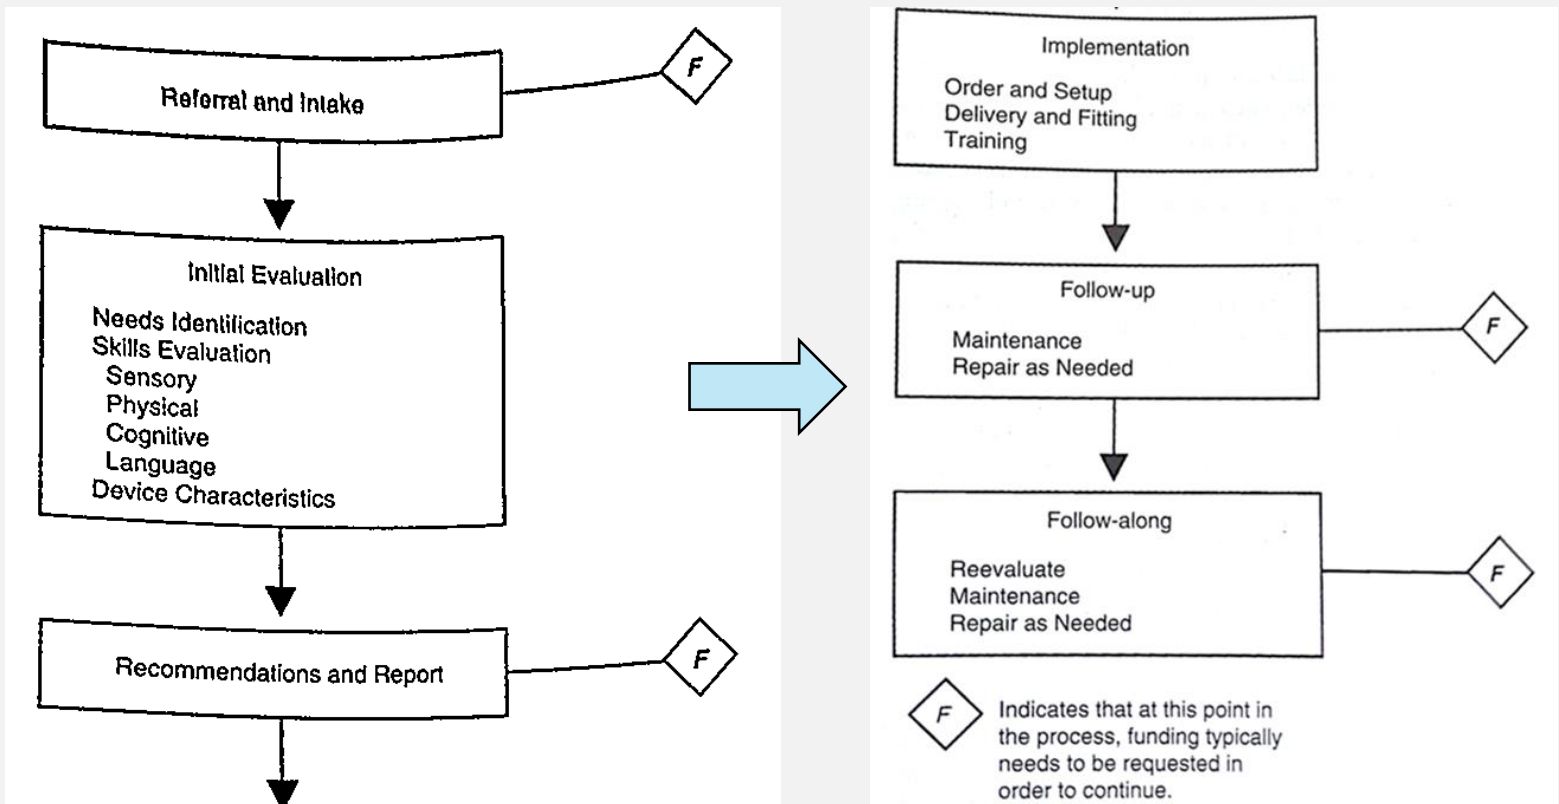 Referral and Intake
F
Initial Evaluation
Needs Identification
Skills Evaluation
Sensory
Physical
Cognitive
Language
Device Characteristics
Recommendations and Report
F
Implementation
Order and Setup
Delivery and Fitting
Training
Follow-up
Maintenance
Repair as Needed
F
Follow-along
Reevaluate
Maintenance
Repair as Needed
F
F
Indicates that at this point in
the process, funding typically
needs to be requested in
order to continue.